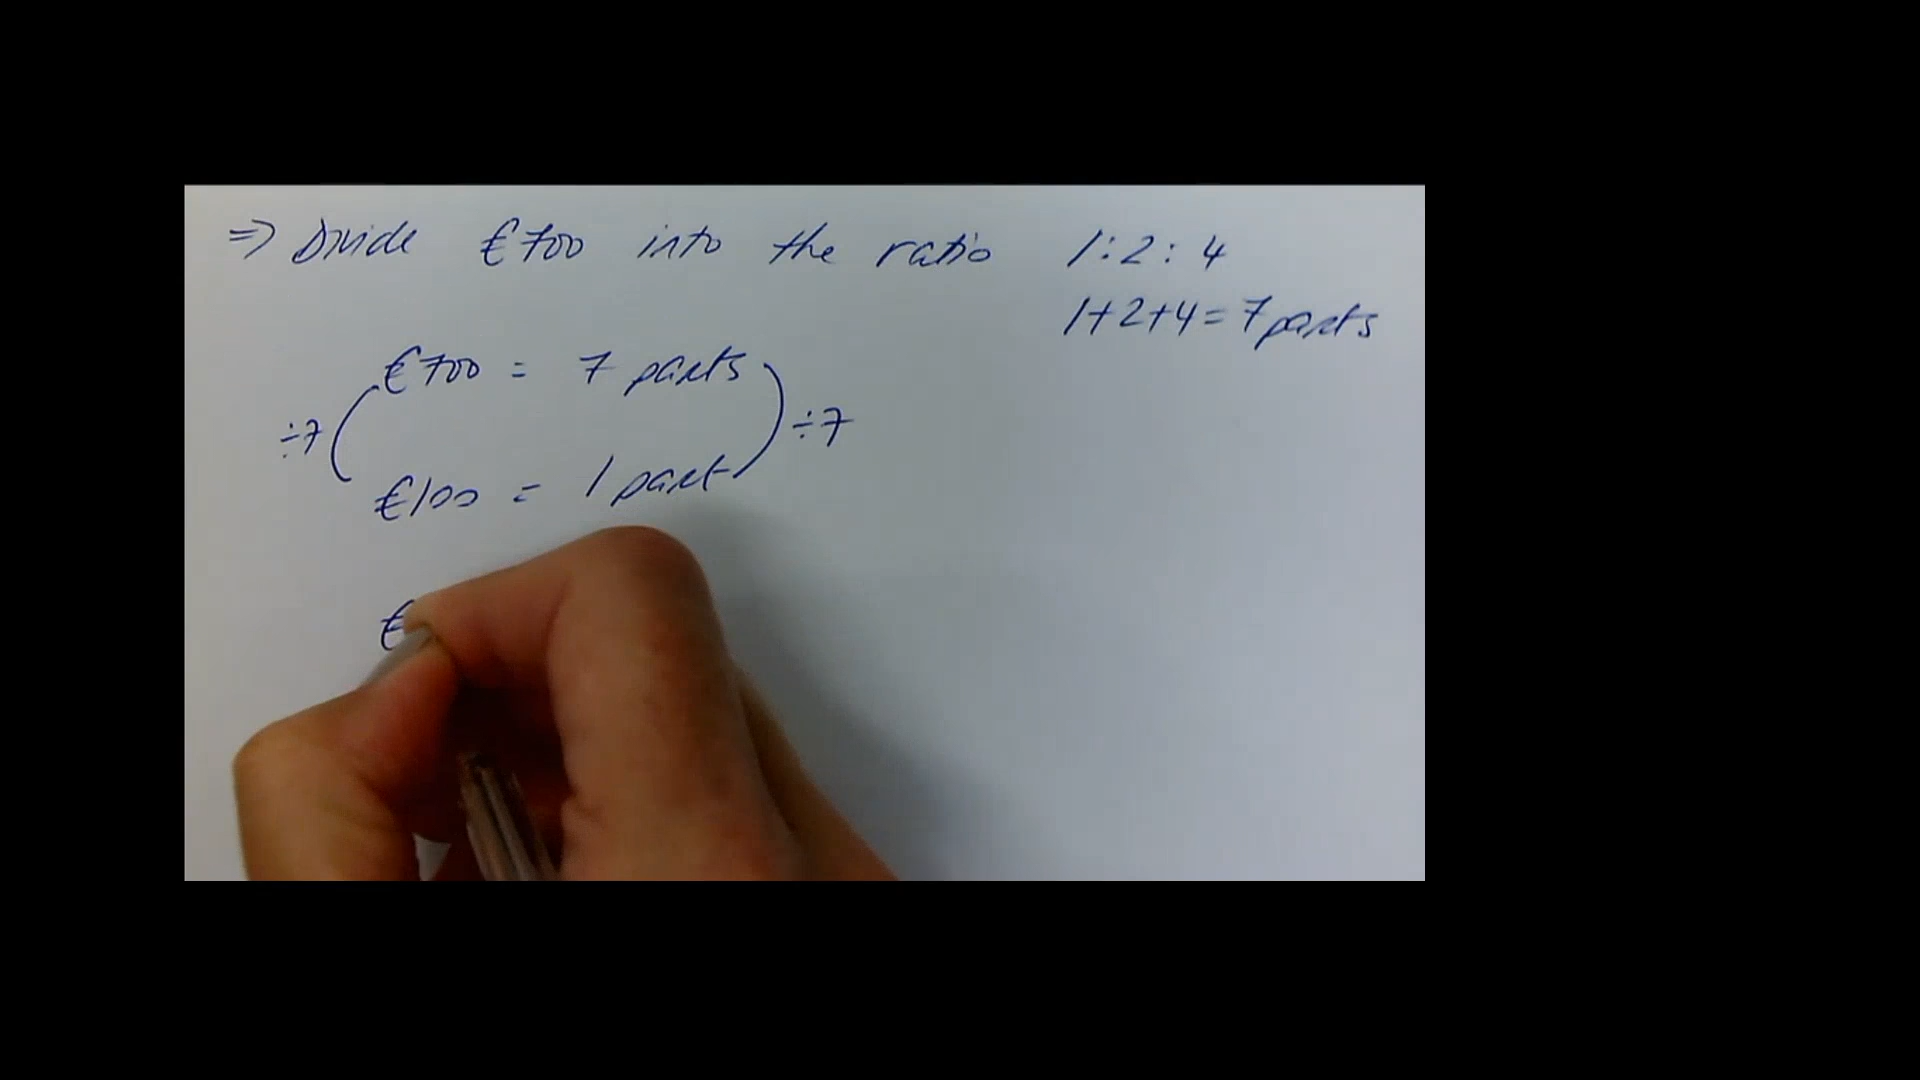 ⇒ Divide €700 into the ratio 1:2:4
1+2+4=7 parts
€700 = 7 parts
÷7 ÷7
€100 = 1 part
€